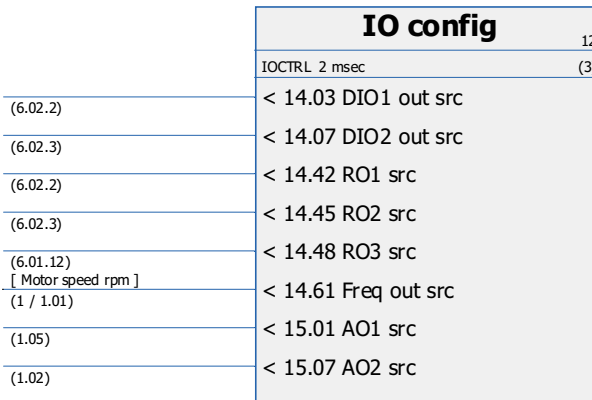 IO config
12
IOCTRL 2 msec
(3
(6.02.2)
< 14.03 DIO1 out src
(6.02.3)
< 14.07 DIO2 out src
(6.02.2)
< 14.42 RO1 src
(6.02.3)
< 14.45 RO2 src
(6.01.12)
< 14.48 RO3 src
[ Motor speed rpm ]
(1 / 1.01)
< 14.61 Freq out src
(1.05)
< 15.01 AO1 src
(1.02)
< 15.07 AO2 src